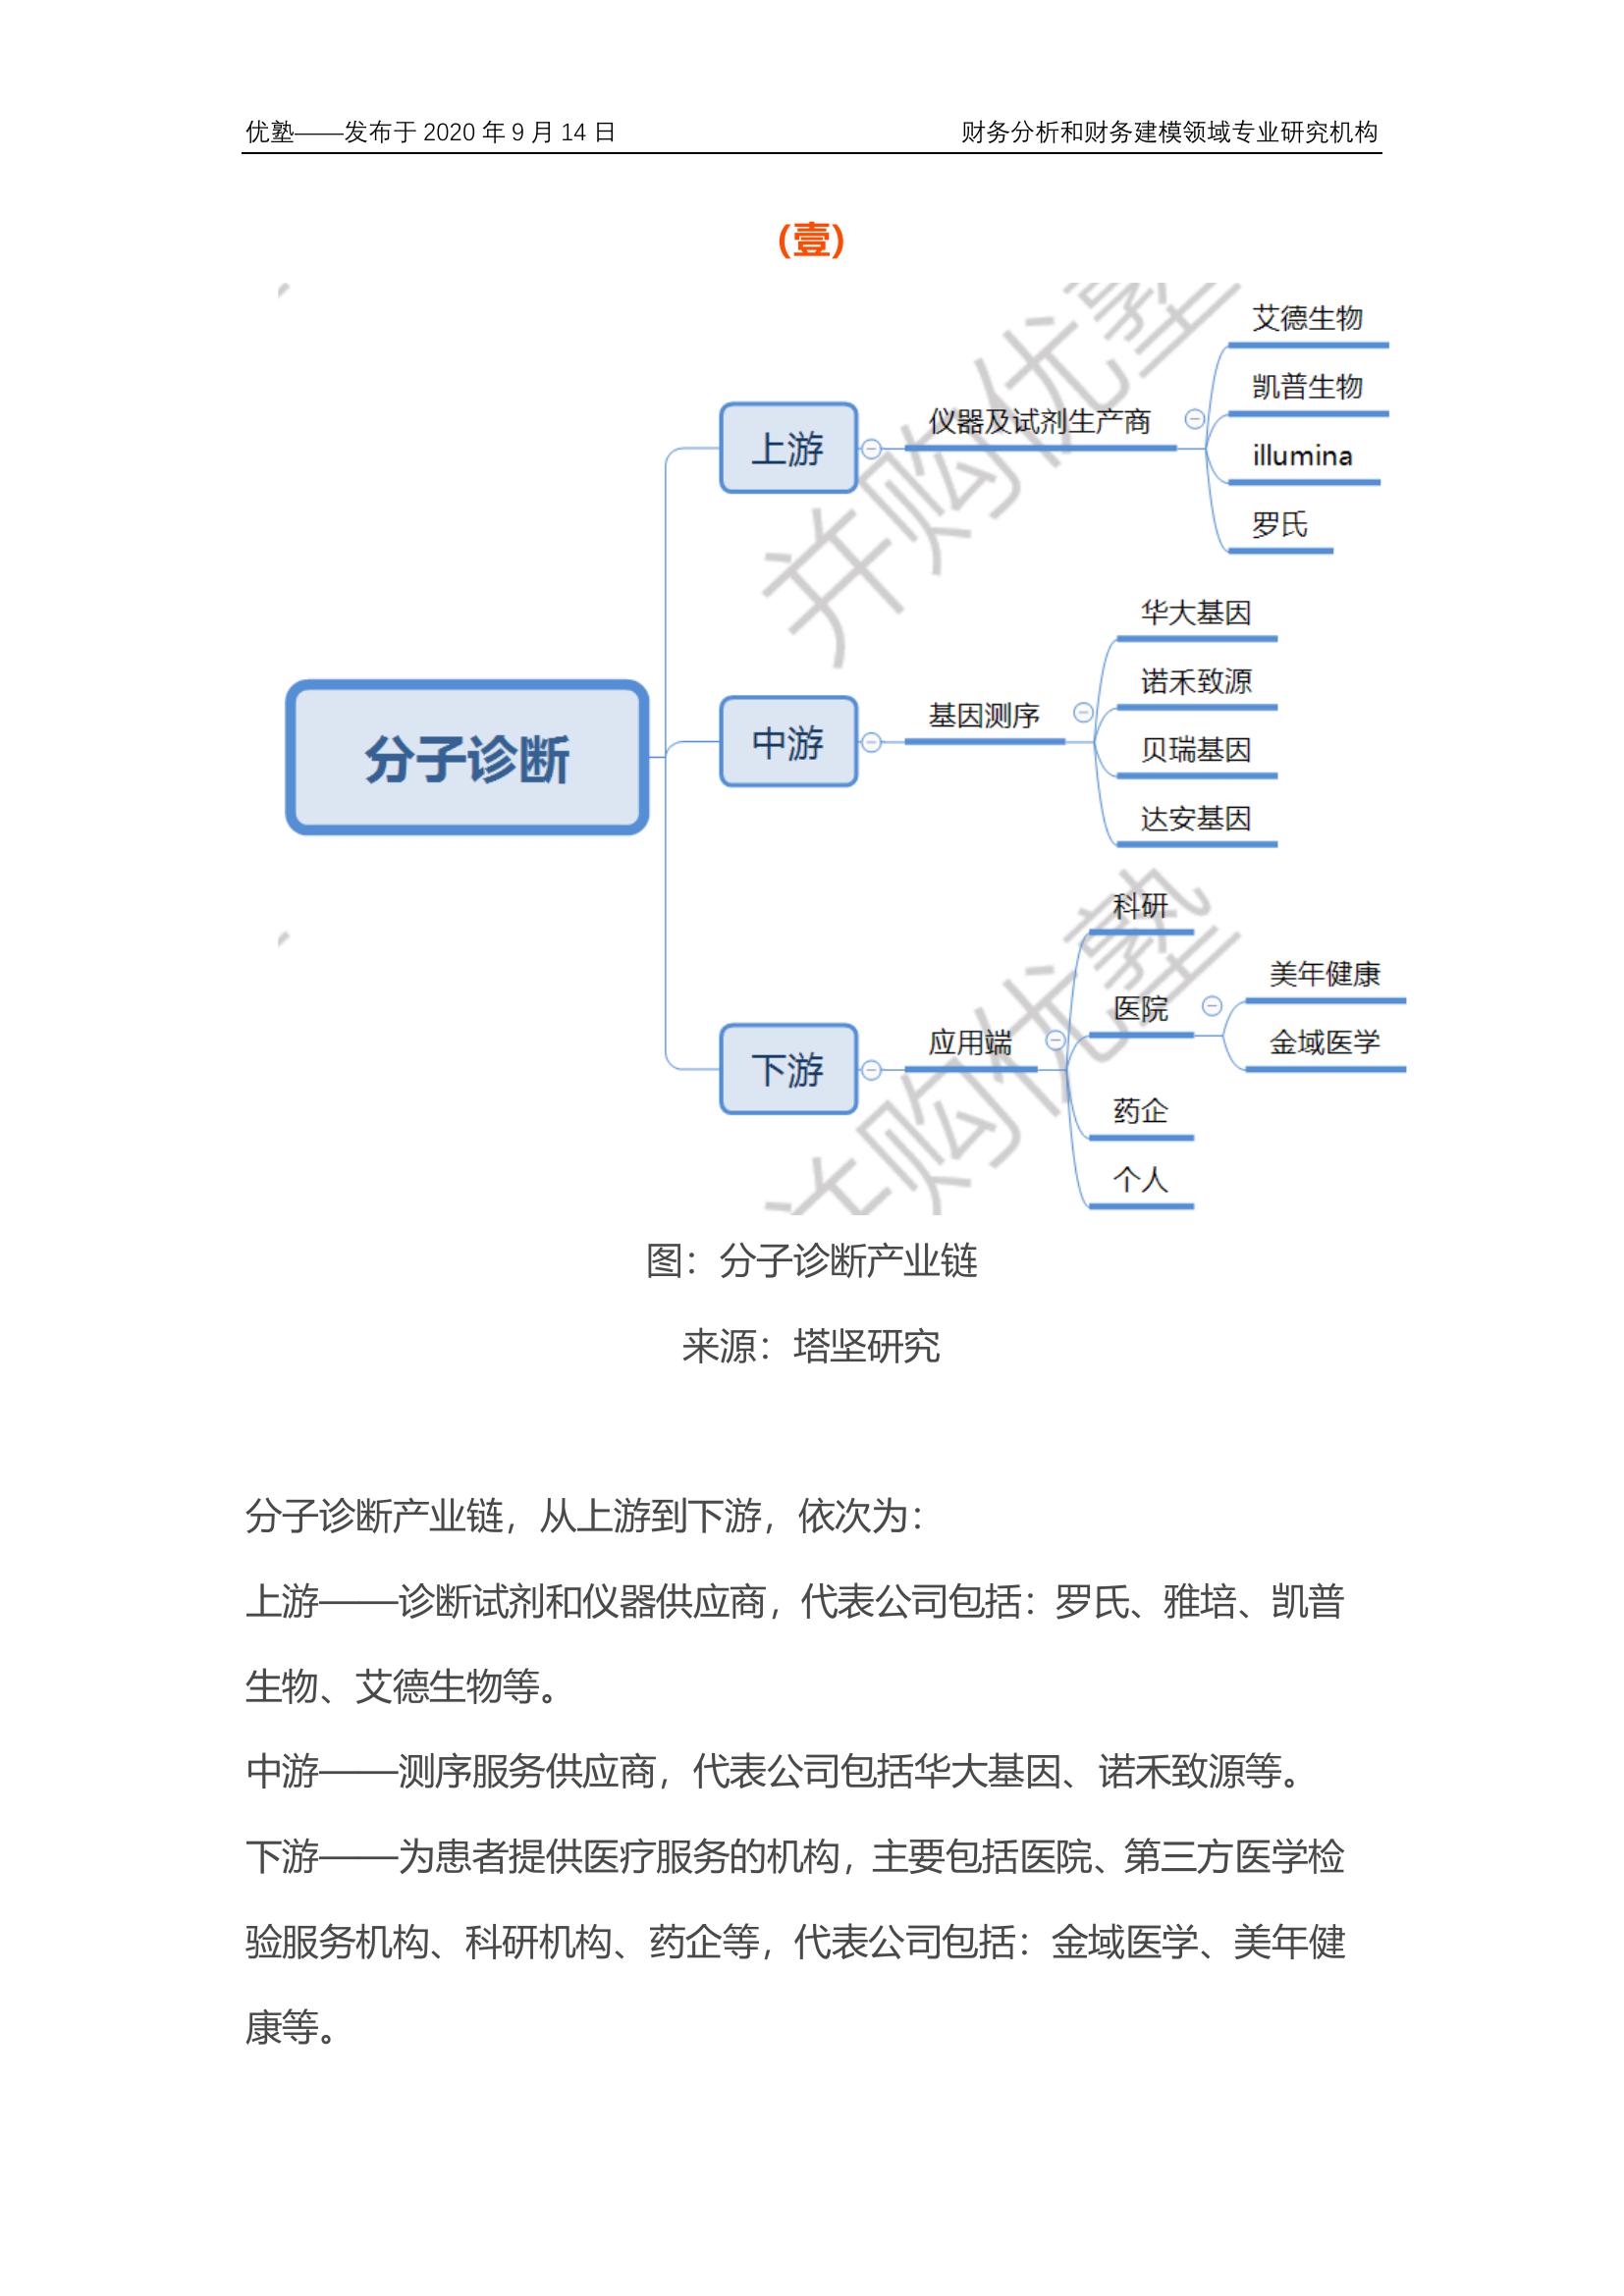 优塾——发布于 2020 年 9 月 14 日
财务分析和财务建模领域专业研究机构
(壹)
分子诊断
上游
仪器及试剂生产商
艾德生物
凯普生物
illumina
罗氏
中游
基因测序
华大基因
诺禾致源
贝瑞基因
达安基因
下游
应用端
科研
医院
美年健康
金域医学
药企
个人
并购优塾
并购优塾
图：分子诊断产业链
来源：塔坚研究
分子诊断产业链，从上游到下游，依次为：
上游——诊断试剂和仪器供应商，代表公司包括：罗氏、雅培、凯普
生物、艾德生物等。
中游——测序服务供应商，代表公司包括华大基因、诺禾致源等。
下游——为患者提供医疗服务的机构，主要包括医院、第三方医学检
验服务机构、科研机构、药企等，代表公司包括：金域医学、美年健
康等。